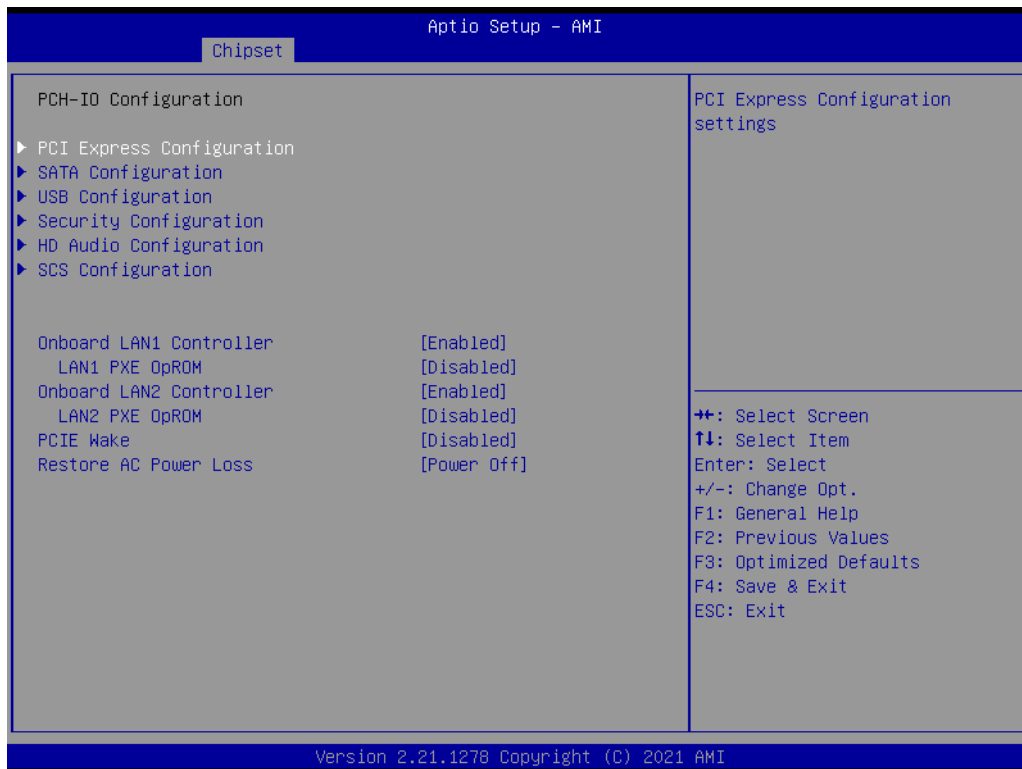 Aptio Setup – AMI
Chipset
PCH-IO Configuration
▶ PCI Express Configuration
▶ SATA Configuration
▶ USB Configuration
▶ Security Configuration
▶ HD Audio Configuration
▶ SCS Configuration
Onboard LAN1 Controller [Enabled]
LAN1 PXE OpROM [Disabled]
Onboard LAN2 Controller [Enabled]
LAN2 PXE OpROM [Disabled]
PCIE Wake [Disabled]
Restore AC Power Loss [Power Off]
PCI Express Configuration
settings
→←: Select Screen
↑↓: Select Item
Enter: Select
+/-: Change Opt.
F1: General Help
F2: Previous Values
F3: Optimized Defaults
F4: Save & Exit
ESC: Exit
Version 2.21.1278 Copyright (C) 2021 AMI